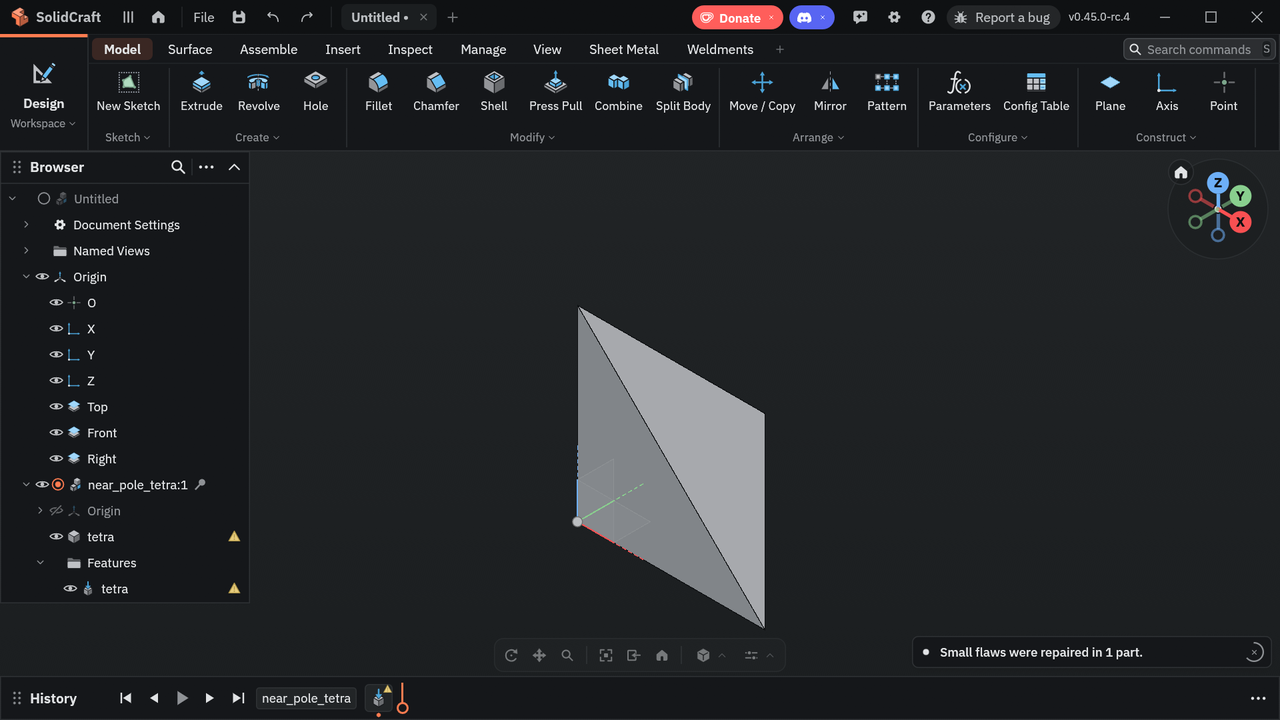 SolidCraft
File
Untitled •
Donate
Report a bug
v0.45.0-rc.4
Design
Workspace
Model
Surface
Assemble
Insert
Inspect
Manage
View
Sheet Metal
Weldments
Search commands
S
New Sketch
Extrude
Revolve
Hole
Fillet
Chamfer
Shell
Press Pull
Combine
Split Body
Move / Copy
Mirror
Pattern
Parameters
Config Table
Plane
Axis
Point
Sketch
Create
Modify
Arrange
Configure
Construct
Browser
Untitled
Document Settings
Named Views
Origin
O
X
Y
Z
Top
Front
Right
near_pole_tetra:1
Origin
tetra
Features
tetra
Z
Y
X
Small flaws were repaired in 1 part.
History
near_pole_tetra